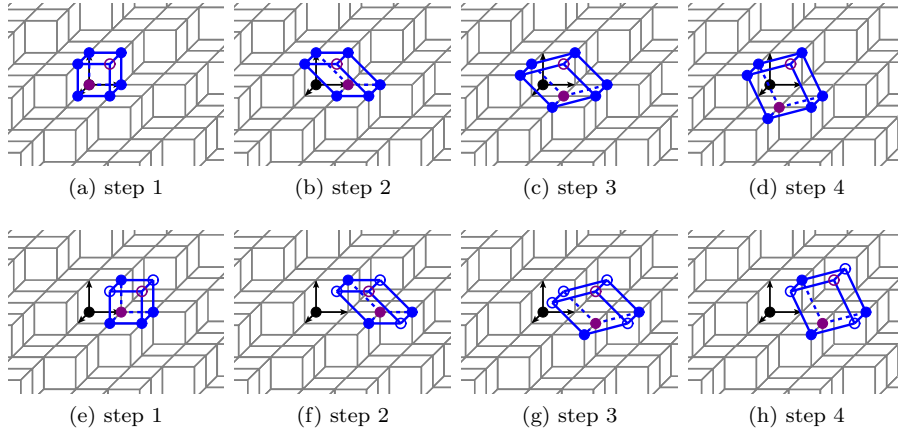 (a) step 1
(b) step 2
(c) step 3
(d) step 4
(e) step 1
(f) step 2
(g) step 3
(h) step 4